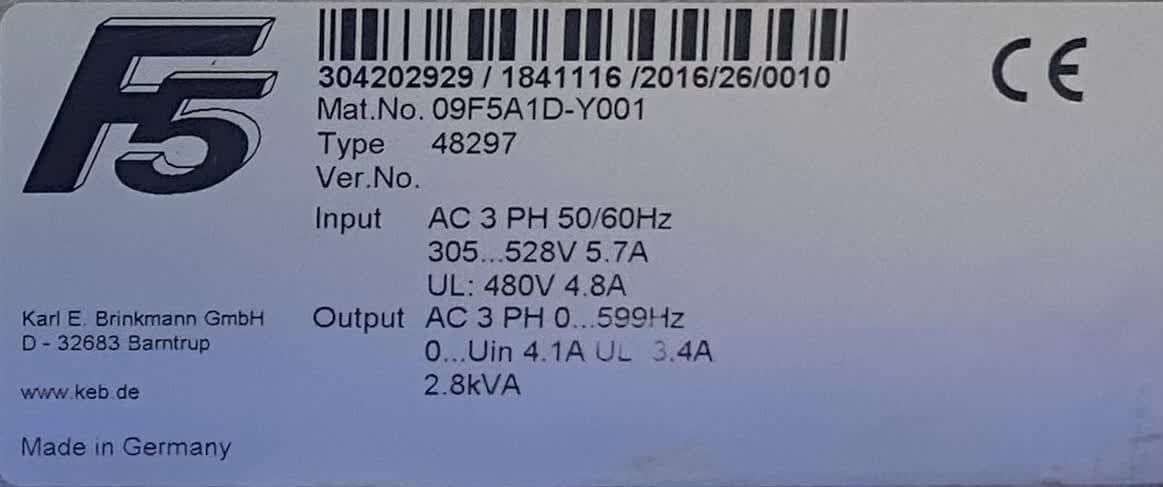 F5
304202929 / 1841116 /2016/26/0010
CE
Mat.No. 09F5A1D-Y001
Type 48297
Ver.No.
Input AC 3 PH 50/60Hz
305...528V 5.7A
UL: 480V 4.8A
Output AC 3 PH 0...599Hz
0...Uin 4.1A UL 3.4A
2.8kVA
Karl E. Brinkmann GmbH
D - 32683 Barntrup
www.keb.de
Made in Germany